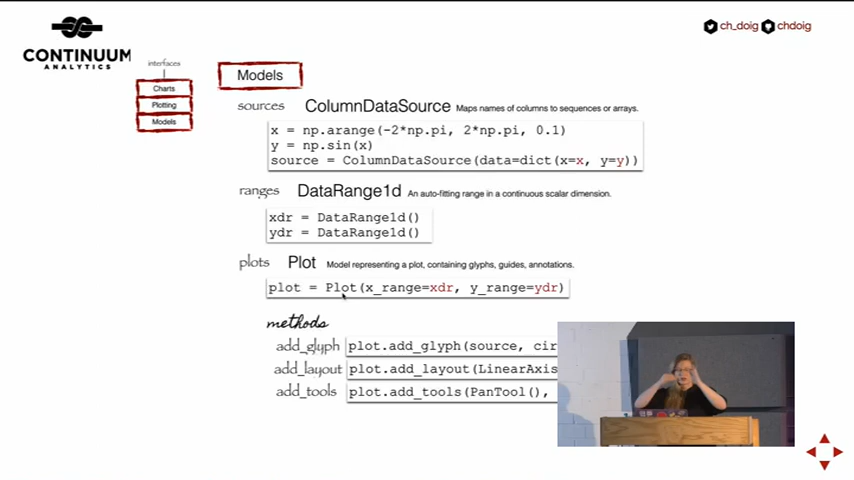 CONTINUUM
ANALYTICS
ch_doig chdoig
interfaces
Charts
Plotting
Models
Models
sources ColumnDataSource Maps names of columns to sequences or arrays.
x = np.arange(-2*np.pi, 2*np.pi, 0.1)
y = np.sin(x)
source = ColumnDataSource(data=dict(x=x, y=y))
ranges DataRange1d An auto-fitting range in a continuous scalar dimension.
xdr = DataRange1d()
ydr = DataRange1d()
plots Plot Model representing a plot, containing glyphs, guides, annotations.
plot = Plot(x_range=xdr, y_range=ydr)
methods
add_glyph plot.add_glyph(source, cir
add_layout plot.add_layout(LinearAxis
add_tools plot.add_tools(PanTool(),